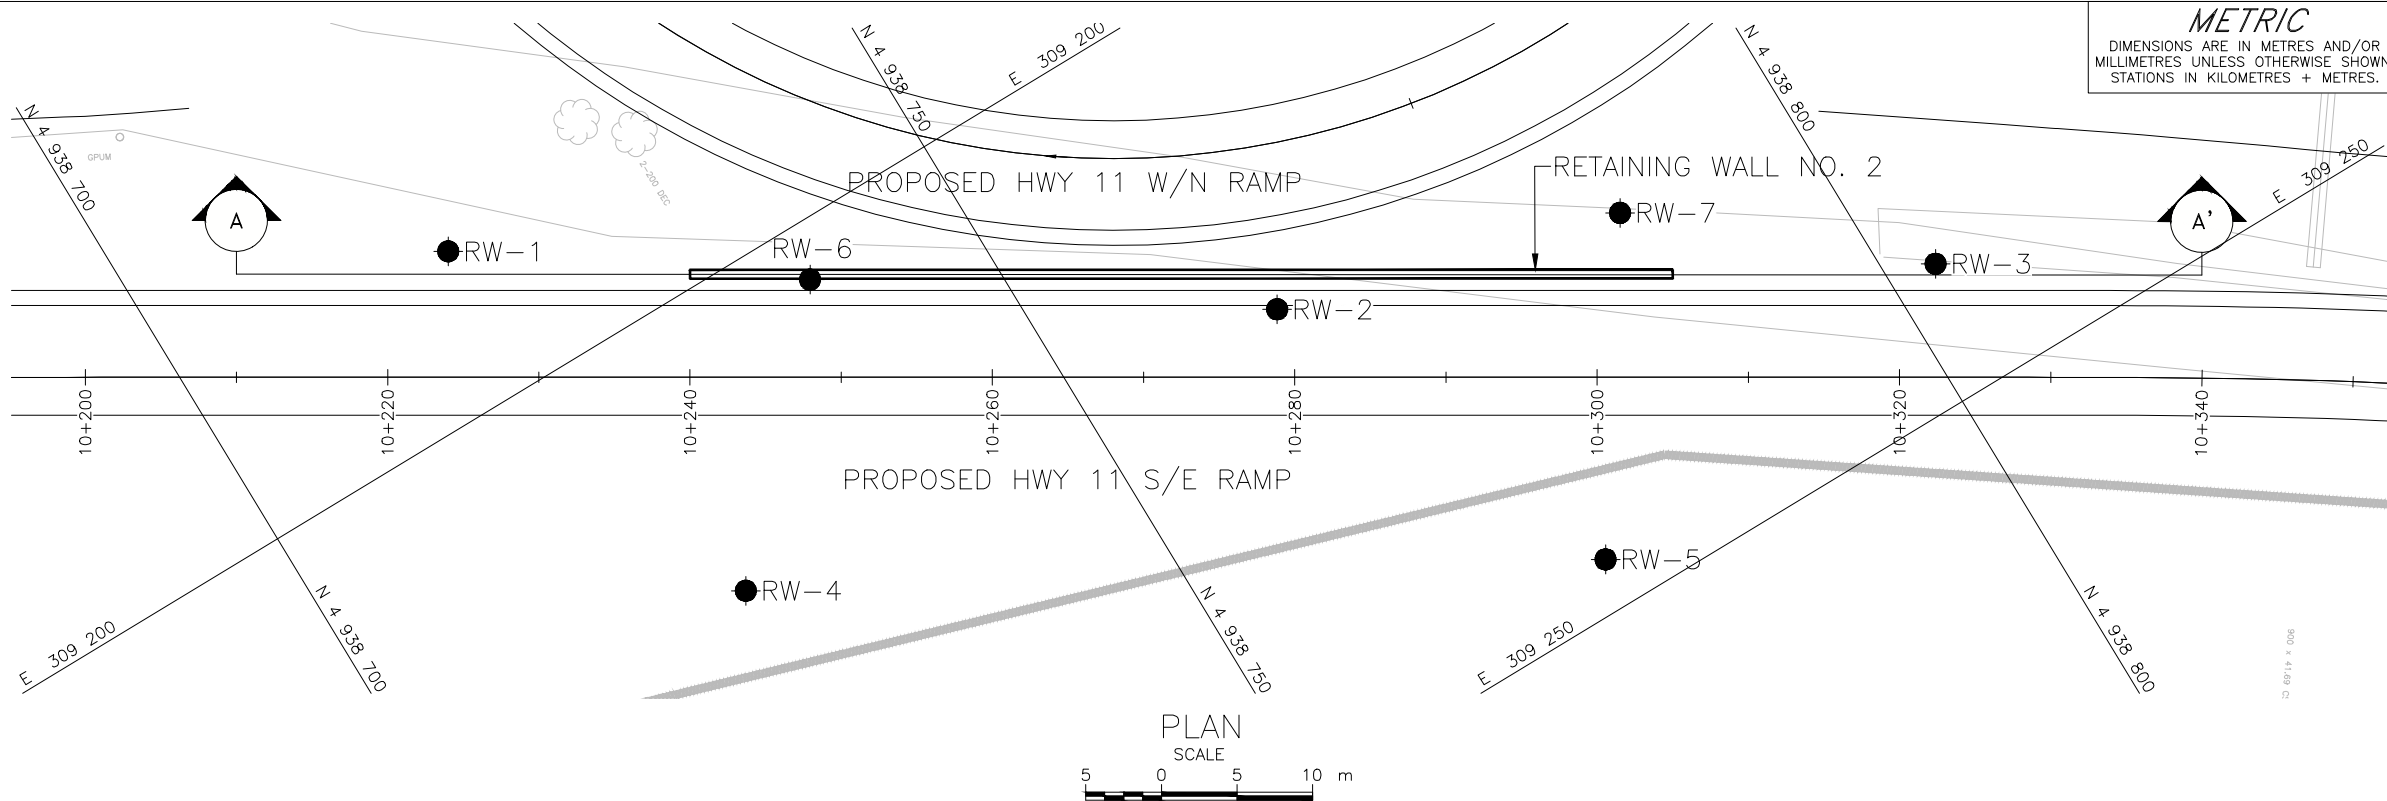 METRIC
DIMENSIONS ARE IN METRES AND/OR
MILLIMETRES UNLESS OTHERWISE SHOWN
STATIONS IN KILOMETRES + METRES.
N 4 938 700
N 4 938 750
E 309 200
N 4 938 800
E 309 250
GPUM
2-200 DEC
A
A'
PROPOSED HWY 11 W/N RAMP
RETAINING WALL NO. 2
RW-1
RW-6
RW-7
RW-3
RW-2
10+200
10+220
10+240
10+260
10+280
10+300
10+320
10+340
PROPOSED HWY 11 S/E RAMP
RW-4
RW-5
E 309 200
N 4 938 700
N 4 938 750
E 309 250
N 4 938 800
900 x 41.69
PLAN
SCALE
5 0 5 10 m